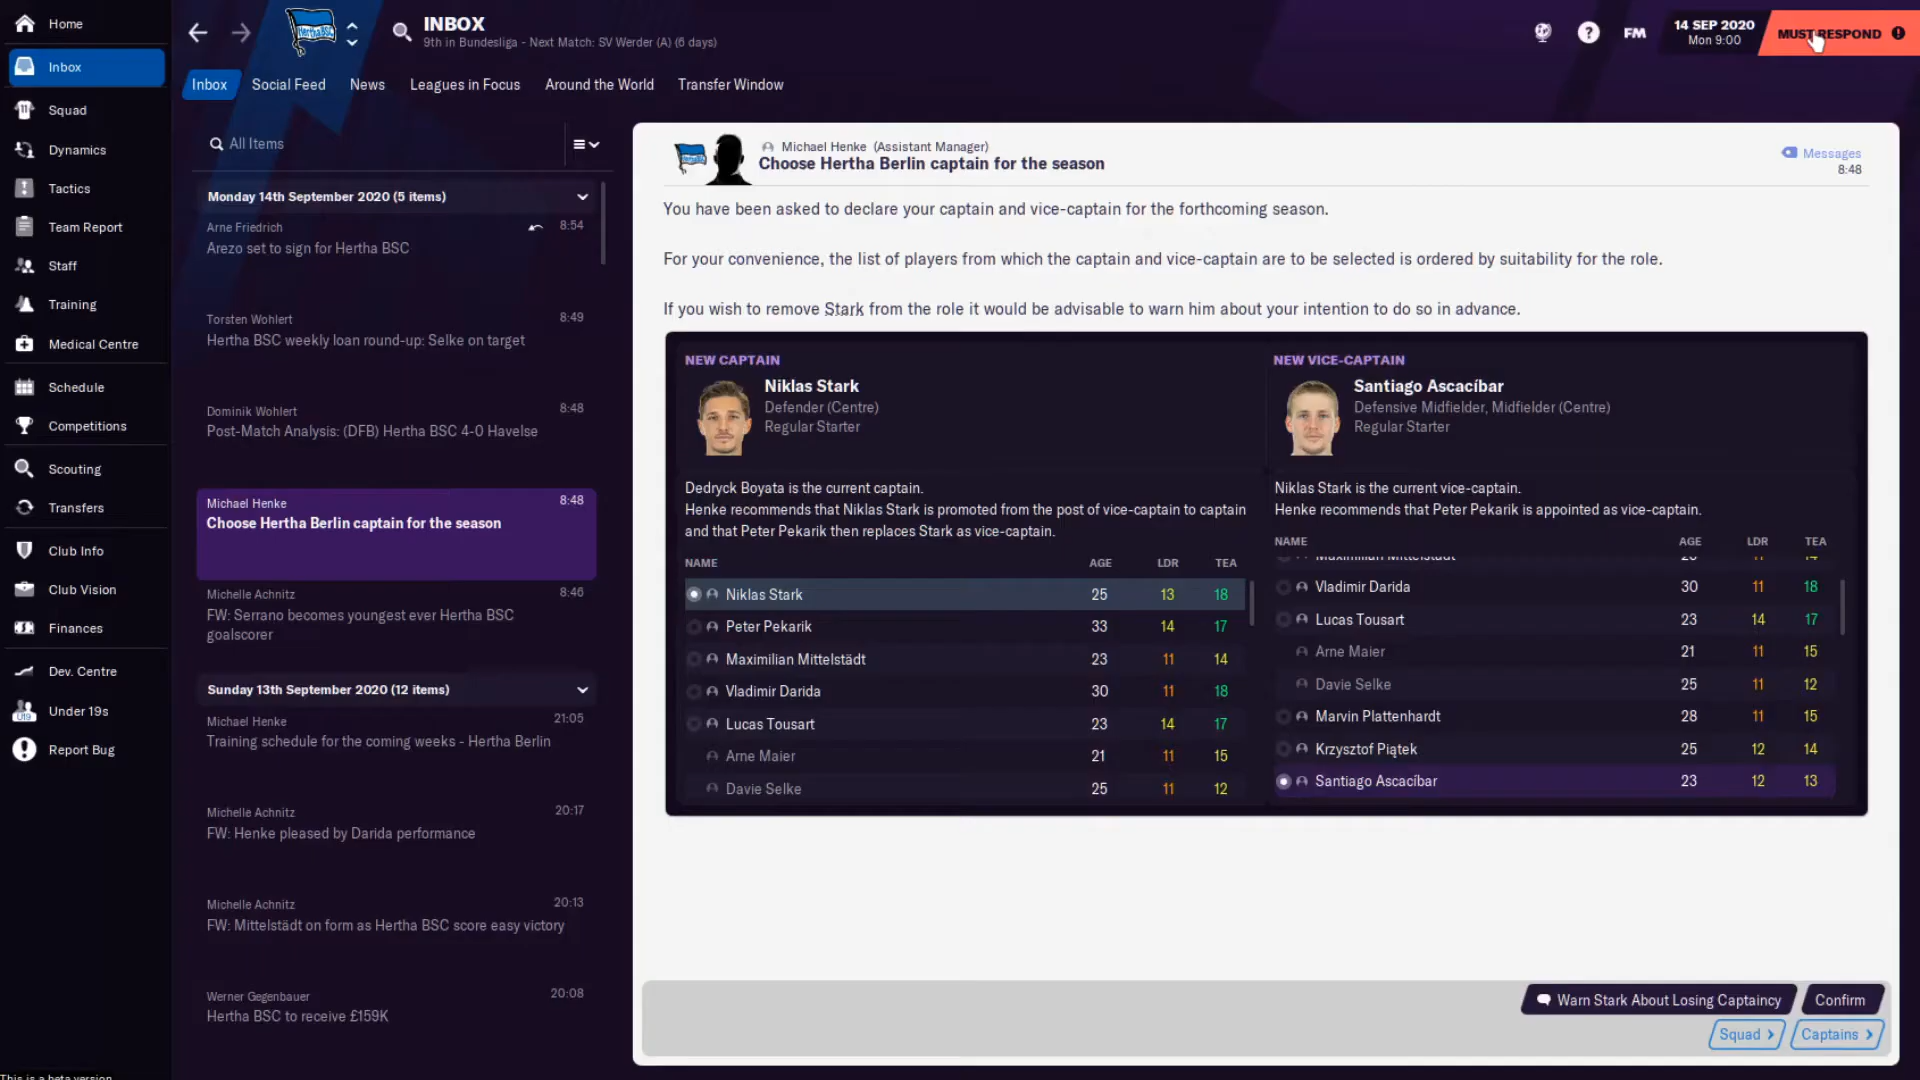 Home
Inbox
Squad
Dynamics
Tactics
Team Report
Staff
Training
Medical Centre
Schedule
Competitions
Scouting
Transfers
Club Info
Club Vision
Finances
Dev. Centre
U19
Under 19s
Report Bug
This is a beta version
Hertha BSC
INBOX
9th in Bundesliga - Next Match: SV Werder (A) (6 days)
FM
14 SEP 2020
Mon 9:00
MUST RESPOND
Inbox Social Feed News Leagues in Focus Around the World Transfer Window
All Items
Monday 14th September 2020 (5 items)
Arne Friedrich 8:54
Arezo set to sign for Hertha BSC
Torsten Wohlert 8:49
Hertha BSC weekly loan round-up: Selke on target
Dominik Wohlert 8:48
Post-Match Analysis: (DFB) Hertha BSC 4-0 Havelse
Michael Henke 8:48
Choose Hertha Berlin captain for the season
Michelle Achnitz 8:46
FW: Serrano becomes youngest ever Hertha BSC
goalscorer
Sunday 13th September 2020 (12 items)
Michael Henke 21:05
Training schedule for the coming weeks - Hertha Berlin
Michelle Achnitz 20:17
FW: Henke pleased by Darida performance
Michelle Achnitz 20:13
FW: Mittelstädt on form as Hertha BSC score easy victory
Werner Gegenbauer 20:08
Hertha BSC to receive £159K
Michael Henke (Assistant Manager)
Choose Hertha Berlin captain for the season
Messages
8:48
You have been asked to declare your captain and vice-captain for the forthcoming season.
For your convenience, the list of players from which the captain and vice-captain are to be selected is ordered by suitability for the role.
If you wish to remove Stark from the role it would be advisable to warn him about your intention to do so in advance.
NEW CAPTAIN
Niklas Stark
Defender (Centre)
Regular Starter
Dedryck Boyata is the current captain.
Henke recommends that Niklas Stark is promoted from the post of vice-captain to captain
and that Peter Pekarik then replaces Stark as vice-captain.
NAME AGE LDR TEA
Niklas Stark 25 13 18
Peter Pekarik 33 14 17
Maximilian Mittelstädt 23 11 14
Vladimir Darida 30 11 18
Lucas Tousart 23 14 17
Arne Maier 21 11 15
Davie Selke 25 11 12
NEW VICE-CAPTAIN
Santiago Ascacíbar
Defensive Midfielder, Midfielder (Centre)
Regular Starter
Niklas Stark is the current vice-captain.
Henke recommends that Peter Pekarik is appointed as vice-captain.
NAME AGE LDR TEA
Maximilian Mittelstädt 23 11 14
Vladimir Darida 30 11 18
Lucas Tousart 23 14 17
Arne Maier 21 11 15
Davie Selke 25 11 12
Marvin Plattenhardt 28 11 15
Krzysztof Piątek 25 12 14
Santiago Ascacíbar 23 12 13
Warn Stark About Losing Captaincy
Confirm
Squad
Captains